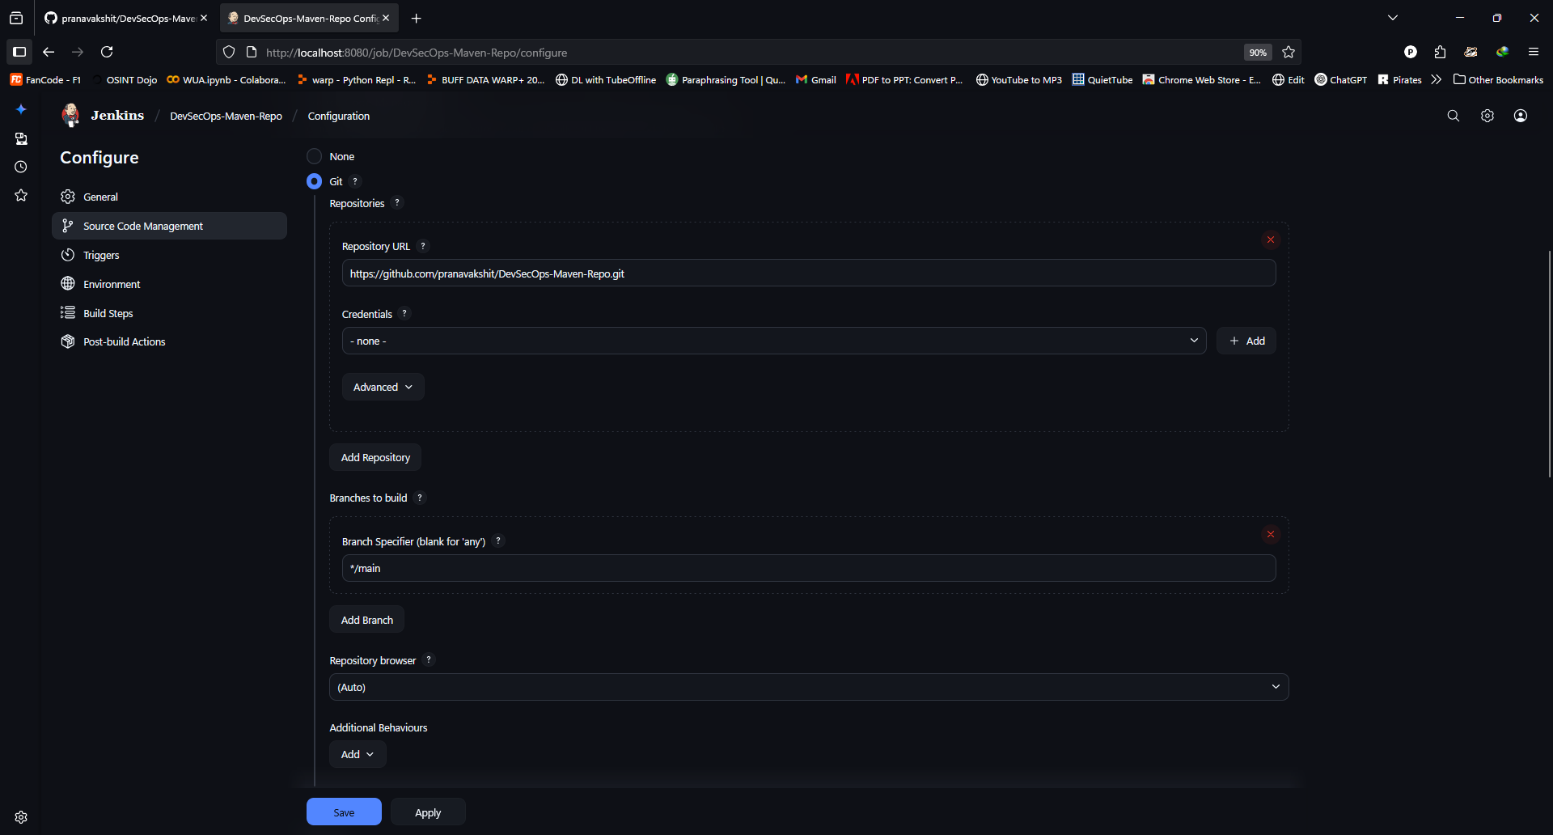 pranavakshit/DevSecOps-Mave
DevSecOps-Maven-Repo Config
http://localhost:8080/job/DevSecOps-Maven-Repo/configure
90%
FanCode - F1
OSINT Dojo
WUA.ipynb - Colabora...
warp - Python Repl - R...
BUFF DATA WARP+ 20...
DL with TubeOffline
Paraphrasing Tool | Qu...
Gmail
PDF to PPT: Convert P...
YouTube to MP3
QuietTube
Chrome Web Store - E...
Edit
ChatGPT
Pirates
Other Bookmarks
Jenkins / DevSecOps-Maven-Repo / Configuration
Configure
General
Source Code Management
Triggers
Environment
Build Steps
Post-build Actions
None
Git ?
Repositories ?
Repository URL ?
https://github.com/pranavakshit/DevSecOps-Maven-Repo.git
Credentials ?
- none -
+ Add
Advanced
Add Repository
Branches to build ?
Branch Specifier (blank for 'any') ?
*/main
Add Branch
Repository browser ?
(Auto)
Additional Behaviours
Add
Save
Apply